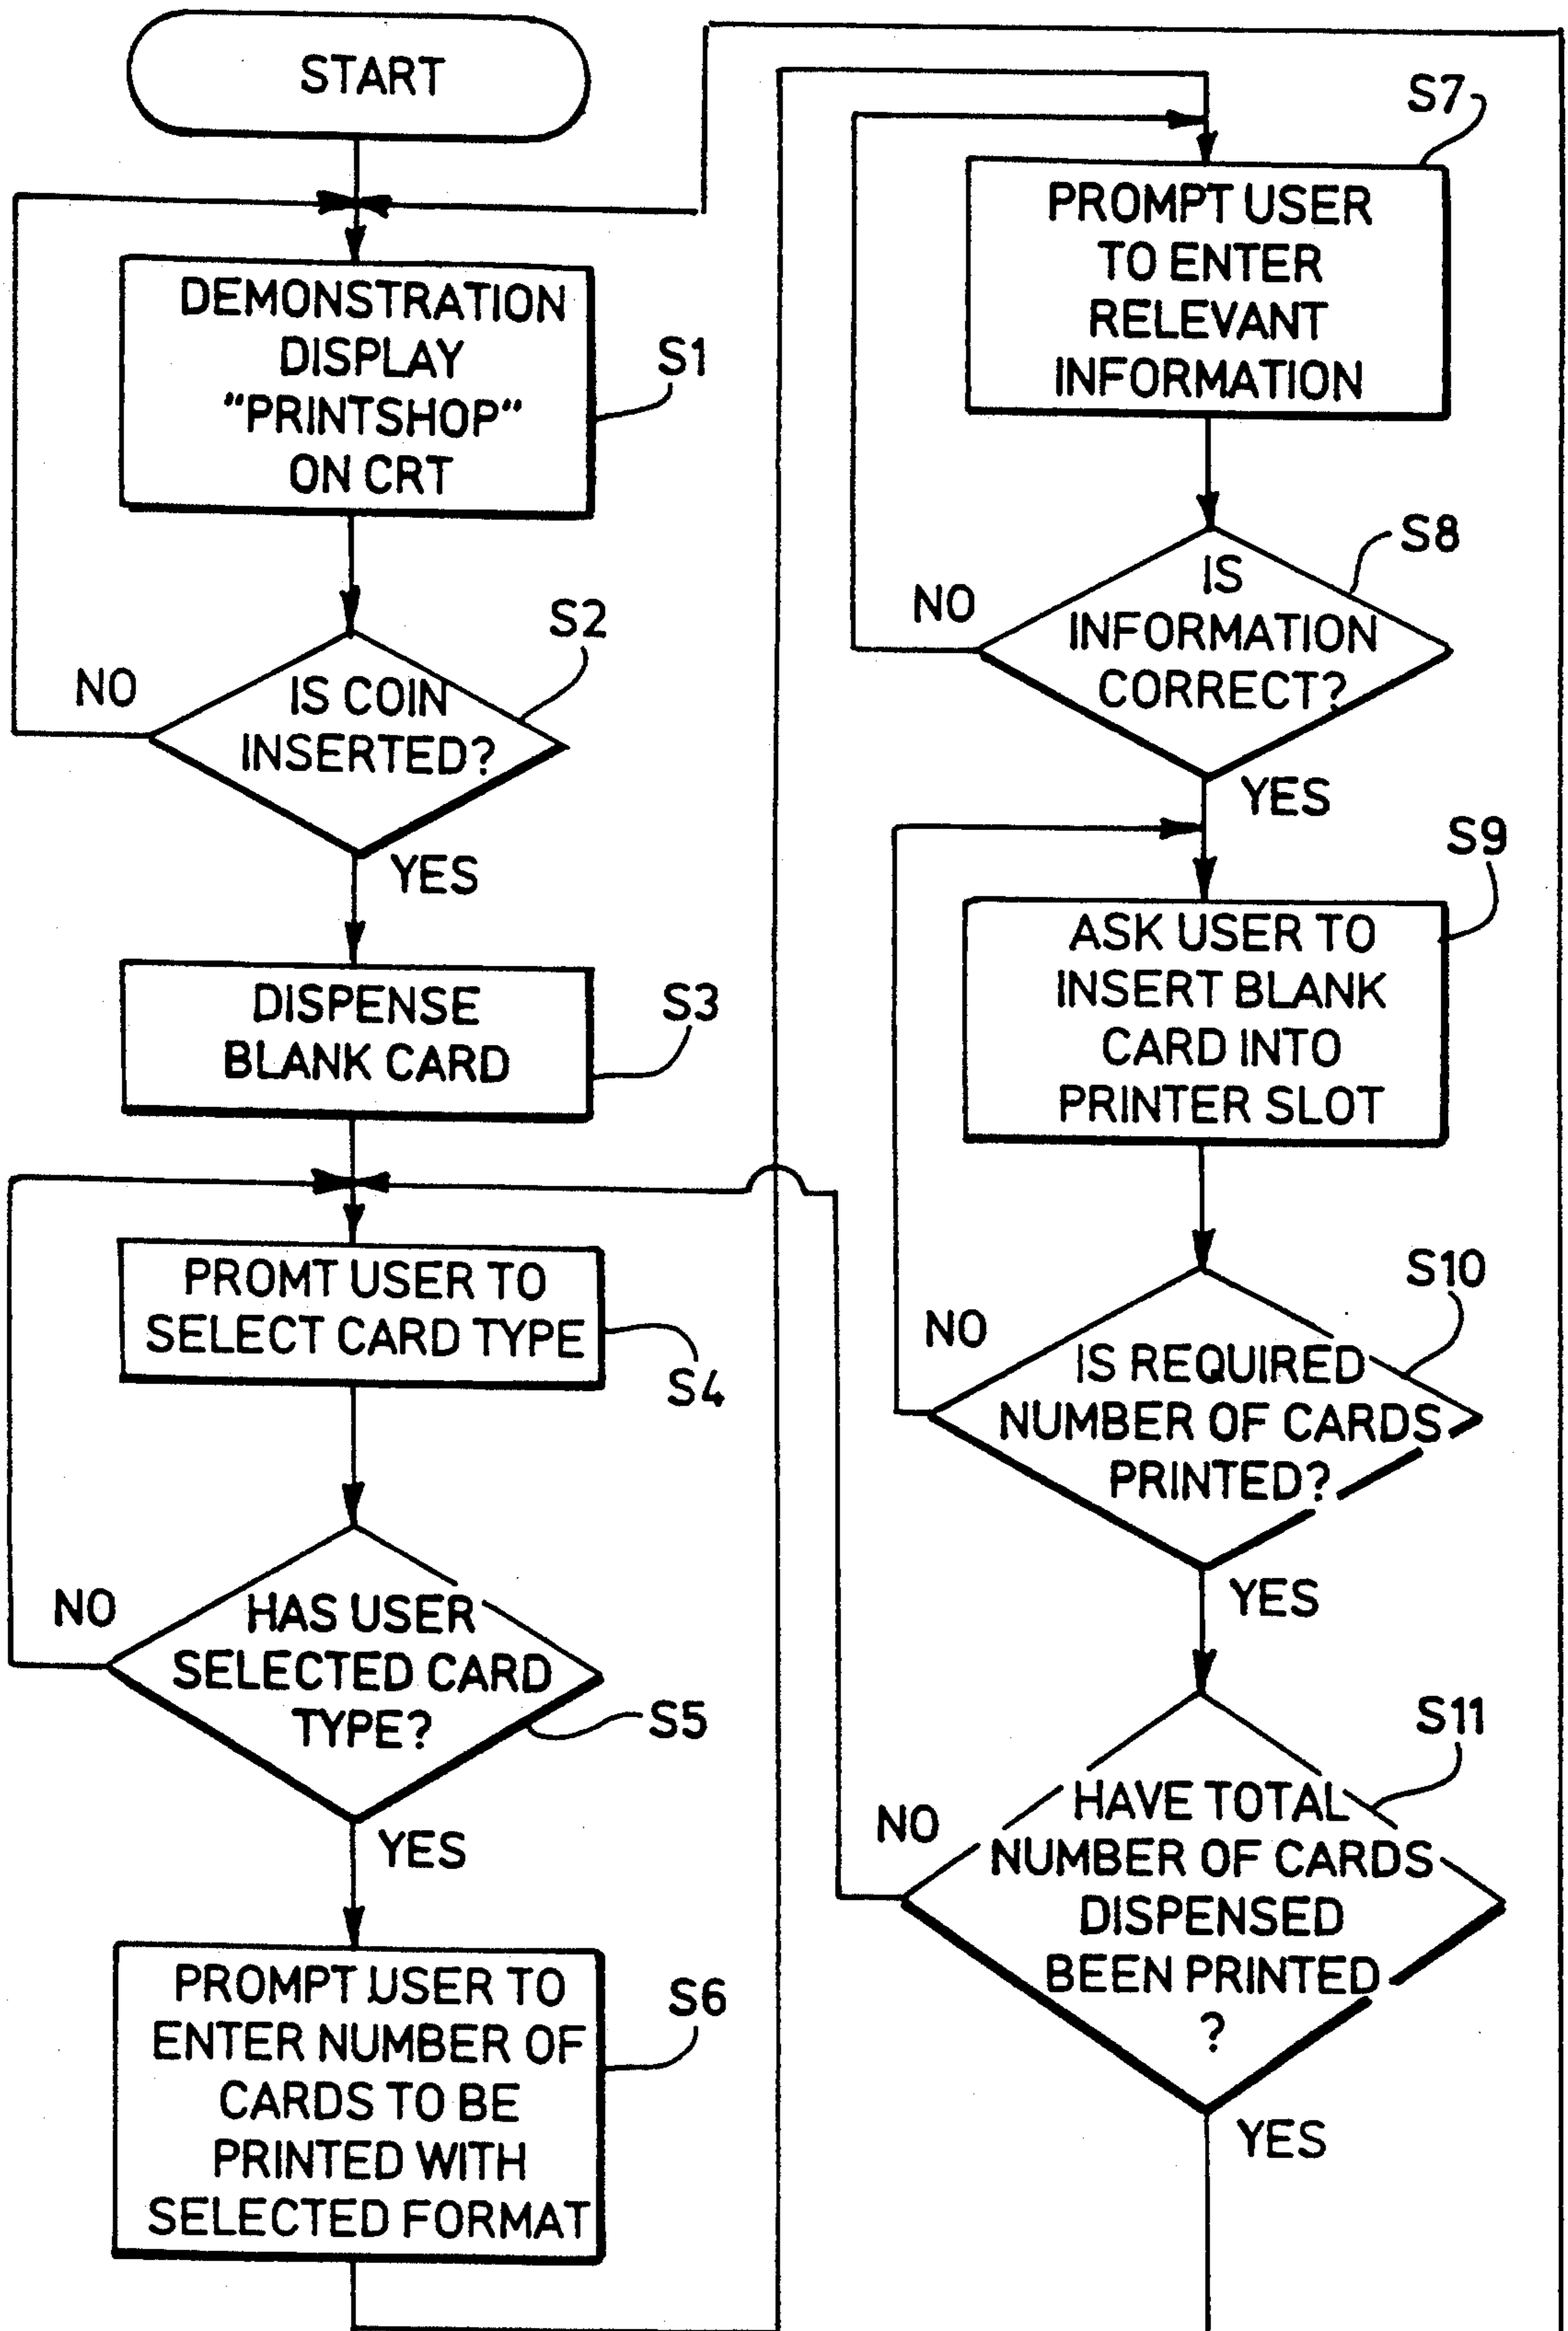 START
DEMONSTRATION
DISPLAY
“PRINTSHOP“
ON CRT
S1
IS COIN
INSERTED?
S2
NO
YES
DISPENSE
BLANK CARD
S3
PROMT USER TO
SELECT CARD TYPE
S4
HAS USER
SELECTED CARD
TYPE?
S5
NO
YES
PROMPT USER TO
ENTER NUMBER OF
CARDS TO BE
PRINTED WITH
SELECTED FORMAT
S6
S7
PROMPT USER
TO ENTER
RELEVANT
INFORMATION
S8
IS
INFORMATION
CORRECT?
NO
YES
S9
ASK USER TO
INSERT BLANK
CARD INTO
PRINTER SLOT
S10
NO
IS REQUIRED
NUMBER OF CARDS
PRINTED?
YES
S11
NO
HAVE TOTAL
NUMBER OF CARDS
DISPENSED
BEEN PRINTED
?
YES